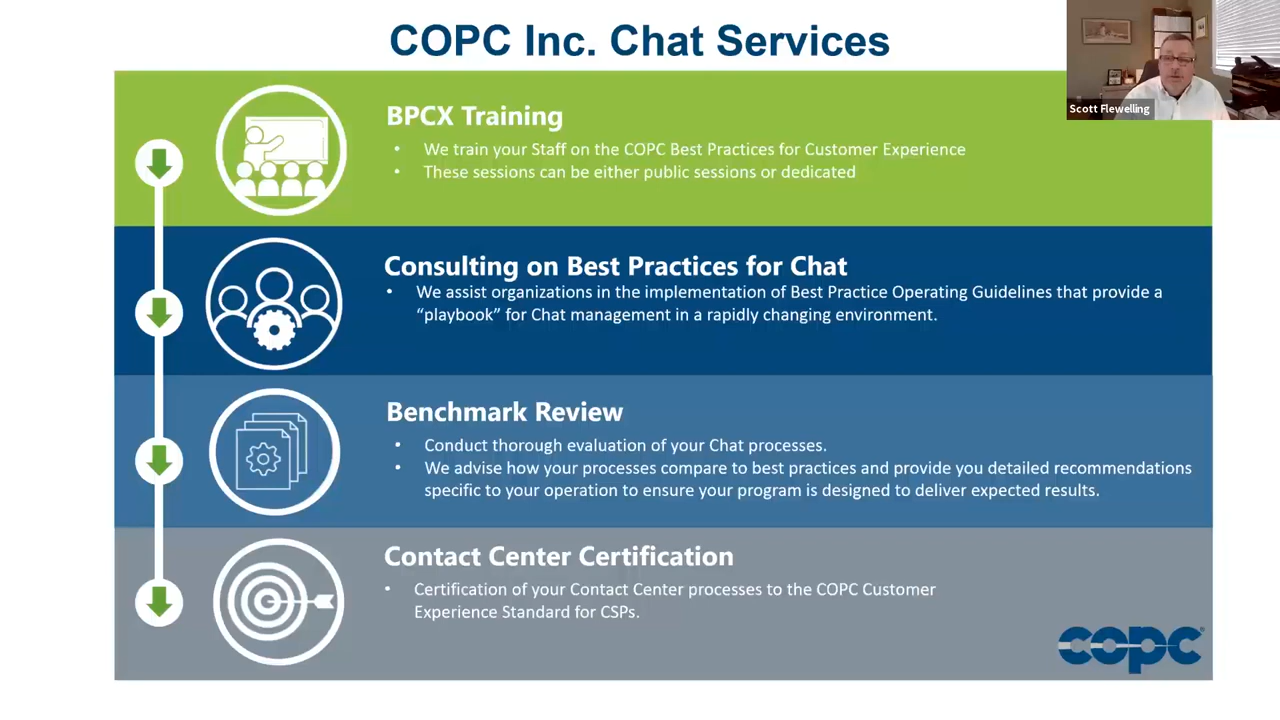 COPC Inc. Chat Services
Scott Flewelling
BPCX Training
• We train your Staff on the COPC Best Practices for Customer Experience
• These sessions can be either public sessions or dedicated
Consulting on Best Practices for Chat
• We assist organizations in the implementation of Best Practice Operating Guidelines that provide a
“playbook” for Chat management in a rapidly changing environment.
Benchmark Review
• Conduct thorough evaluation of your Chat processes.
• We advise how your processes compare to best practices and provide you detailed recommendations
specific to your operation to ensure your program is designed to deliver expected results.
Contact Center Certification
• Certification of your Contact Center processes to the COPC Customer
Experience Standard for CSPs.
copc®